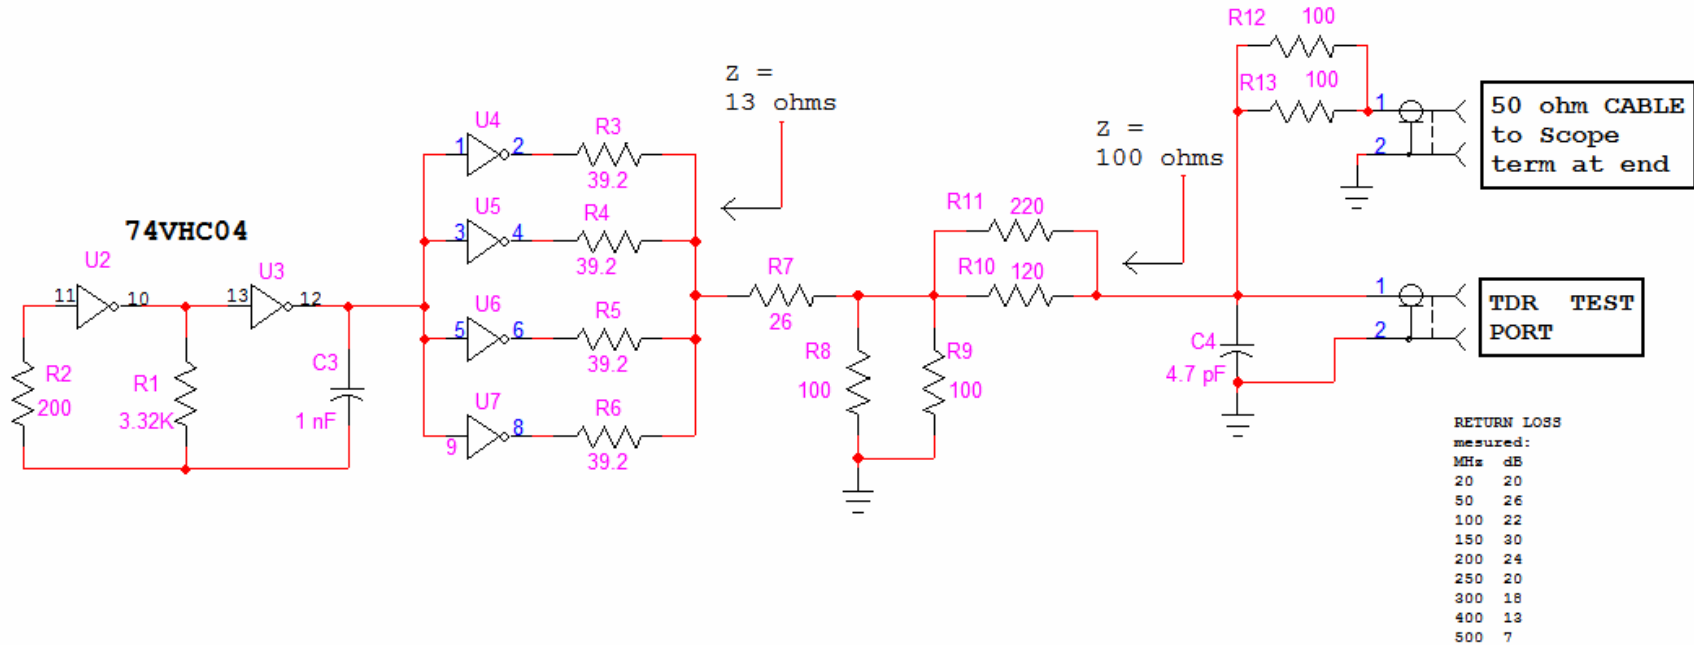 R12 100
R13 100
1
2
50 ohm CABLE
to Scope
term at end
Z =
13 ohms
Z =
100 ohms
U4
1 2
R3
39.2
U5
3 4
R4
39.2
74VHC04
U2
11 10
U3
13 12
U6
5 6
R5
39.2
U7
9 8
R6
39.2
R2
200
R1
3.32K
C3
1 nF
R7
26
R11 220
R10 120
R8
100
R9
100
C4
4.7 pF
1
2
TDR TEST
PORT
RETURN LOSS
mesured:
MHz dB
20 20
50 26
100 22
150 30
200 24
250 20
300 18
400 13
500 7